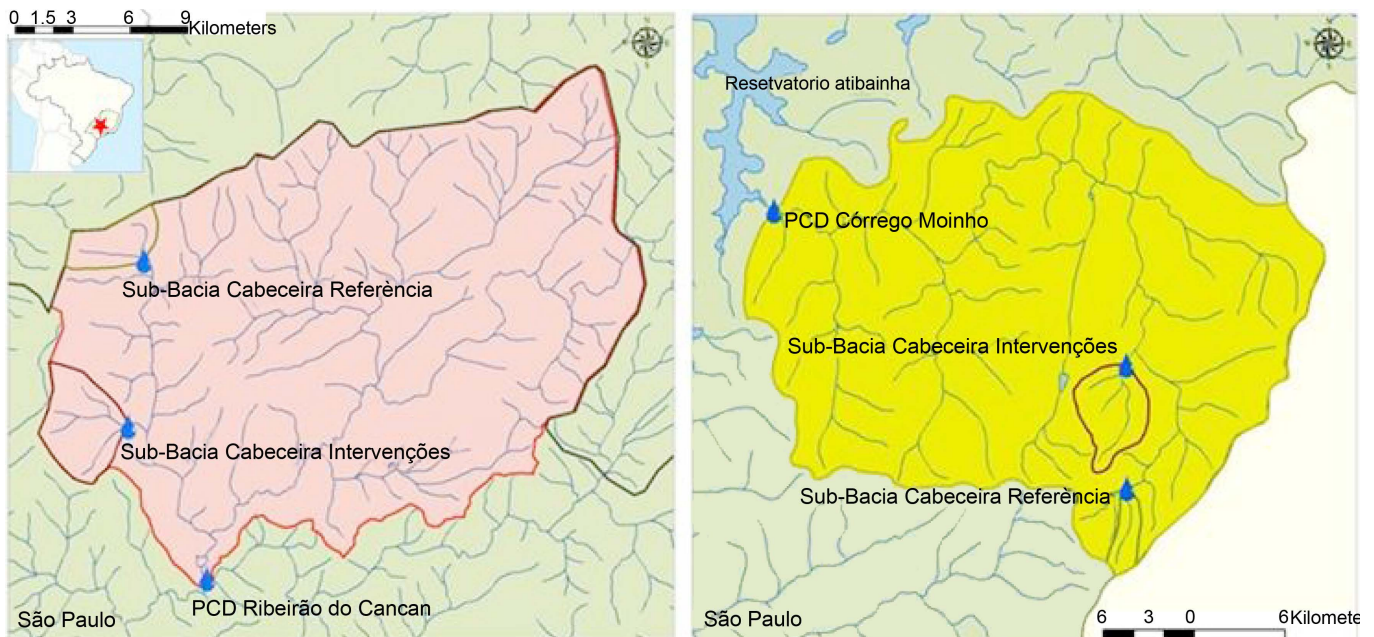 0 1.5 3 6 9
Kilometers
Sub-Bacia Cabeceira Referència
Sub-Bacia Cabeceira Intervenções
PCD Ribeirão do Cancan
São Paulo
Resetvatorio atibainha
PCD Córrego Moinho
Sub-Bacia Cabeceira Intervenções
Sub-Bacia Cabeceira Referència
São Paulo
6 3 0 6 Kilomete